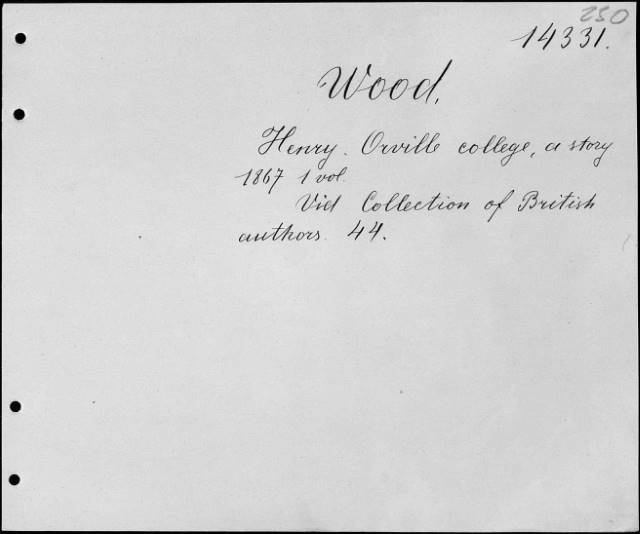 250
14331.
Wood,
Henry. Orville college, a story
1867 1 vol.
Vid Collection of British
authors. 44.